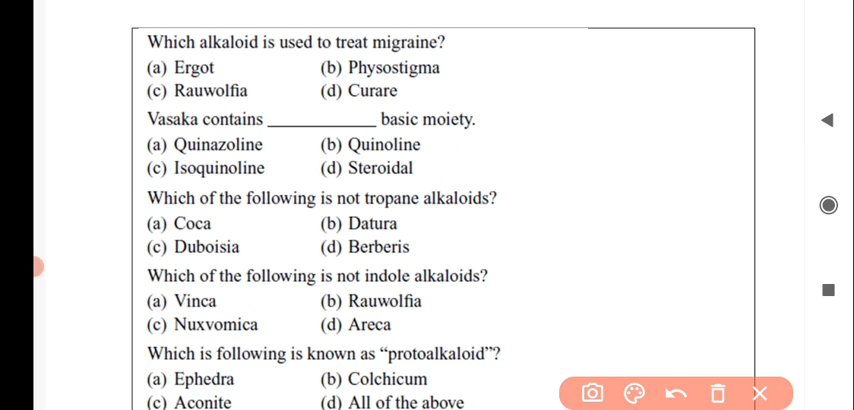 Which alkaloid is used to treat migraine?
(a) Ergot (b) Physostigma
(c) Rauwolfia (d) Curare
Vasaka contains ____________ basic moiety.
(a) Quinazoline (b) Quinoline
(c) Isoquinoline (d) Steroidal
Which of the following is not tropane alkaloids?
(a) Coca (b) Datura
(c) Duboisia (d) Berberis
Which of the following is not indole alkaloids?
(a) Vinca (b) Rauwolfia
(c) Nuxvomica (d) Areca
Which is following is known as “protoalkaloid”?
(a) Ephedra (b) Colchicum
(c) Aconite (d) All of the above